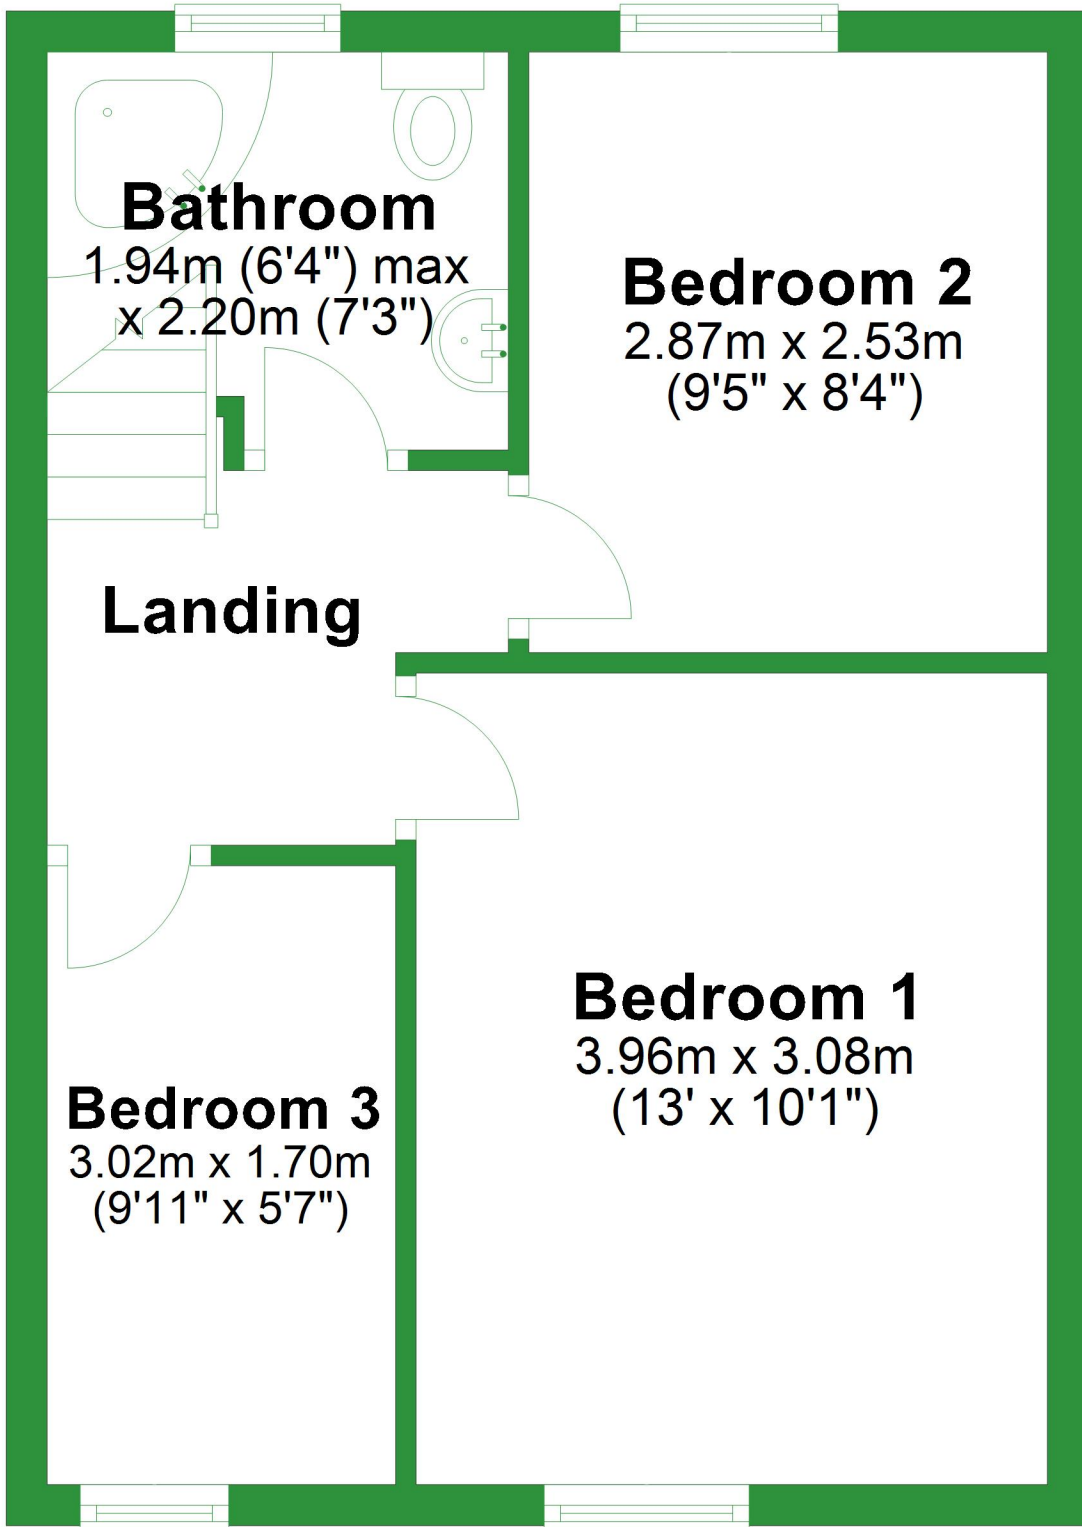 Bathroom
1.94m (6'4") max
x 2.20m (7'3")
Bedroom 2
2.87m x 2.53m
(9'5" x 8'4")
Landing
Bedroom 1
3.96m x 3.08m
(13' x 10'1")
Bedroom 3
3.02m x 1.70m
(9'11" x 5'7")